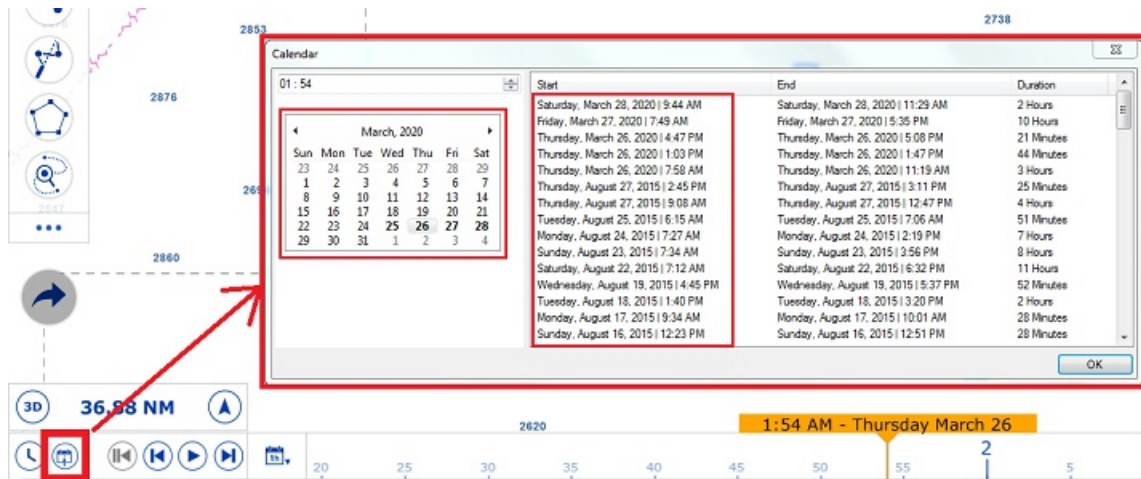 2738
2853
Calendar
01 : 54
Start End Duration
Saturday, March 28, 2020 | 9:44 AM Saturday, March 28, 2020 | 11:29 AM 2 Hours
Friday, March 27, 2020 | 7:49 AM Friday, March 27, 2020 | 5:35 PM 10 Hours
Thursday, March 26, 2020 | 4:47 PM Thursday, March 26, 2020 | 5:08 PM 21 Minutes
Thursday, March 26, 2020 | 1:03 PM Thursday, March 26, 2020 | 1:47 PM 44 Minutes
Thursday, March 26, 2020 | 7:58 AM Thursday, March 26, 2020 | 11:19 AM 3 Hours
Thursday, August 27, 2015 | 2:45 PM Thursday, August 27, 2015 | 3:11 PM 25 Minutes
Thursday, August 27, 2015 | 9:08 AM Thursday, August 27, 2015 | 12:47 PM 4 Hours
Tuesday, August 25, 2015 | 6:15 AM Tuesday, August 25, 2015 | 7:06 AM 51 Minutes
Monday, August 24, 2015 | 7:27 AM Monday, August 24, 2015 | 2:19 PM 7 Hours
Sunday, August 23, 2015 | 7:34 AM Sunday, August 23, 2015 | 3:56 PM 8 Hours
Saturday, August 22, 2015 | 7:12 AM Saturday, August 22, 2015 | 6:32 PM 11 Hours
Wednesday, August 19, 2015 | 4:45 PM Wednesday, August 19, 2015 | 5:37 PM 52 Minutes
Tuesday, August 18, 2015 | 1:40 PM Tuesday, August 18, 2015 | 3:20 PM 2 Hours
Monday, August 17, 2015 | 9:34 AM Monday, August 17, 2015 | 10:01 AM 28 Minutes
Sunday, August 16, 2015 | 12:23 PM Sunday, August 16, 2015 | 12:51 PM 28 Minutes
March, 2020
Sun Mon Tue Wed Thu Fri Sat
23 24 25 26 27 28 29
1 2 3 4 5 6 7
8 9 10 11 12 13 14
15 16 17 18 19 20 21
22 23 24 25 26 27 28
29 30 31 1 2 3 4
OK
2876
2847
2860
3D 36,88 NM
2620
1:54 AM - Thursday March 26
1h
20 25 30 35 40 45 50 55 2 5